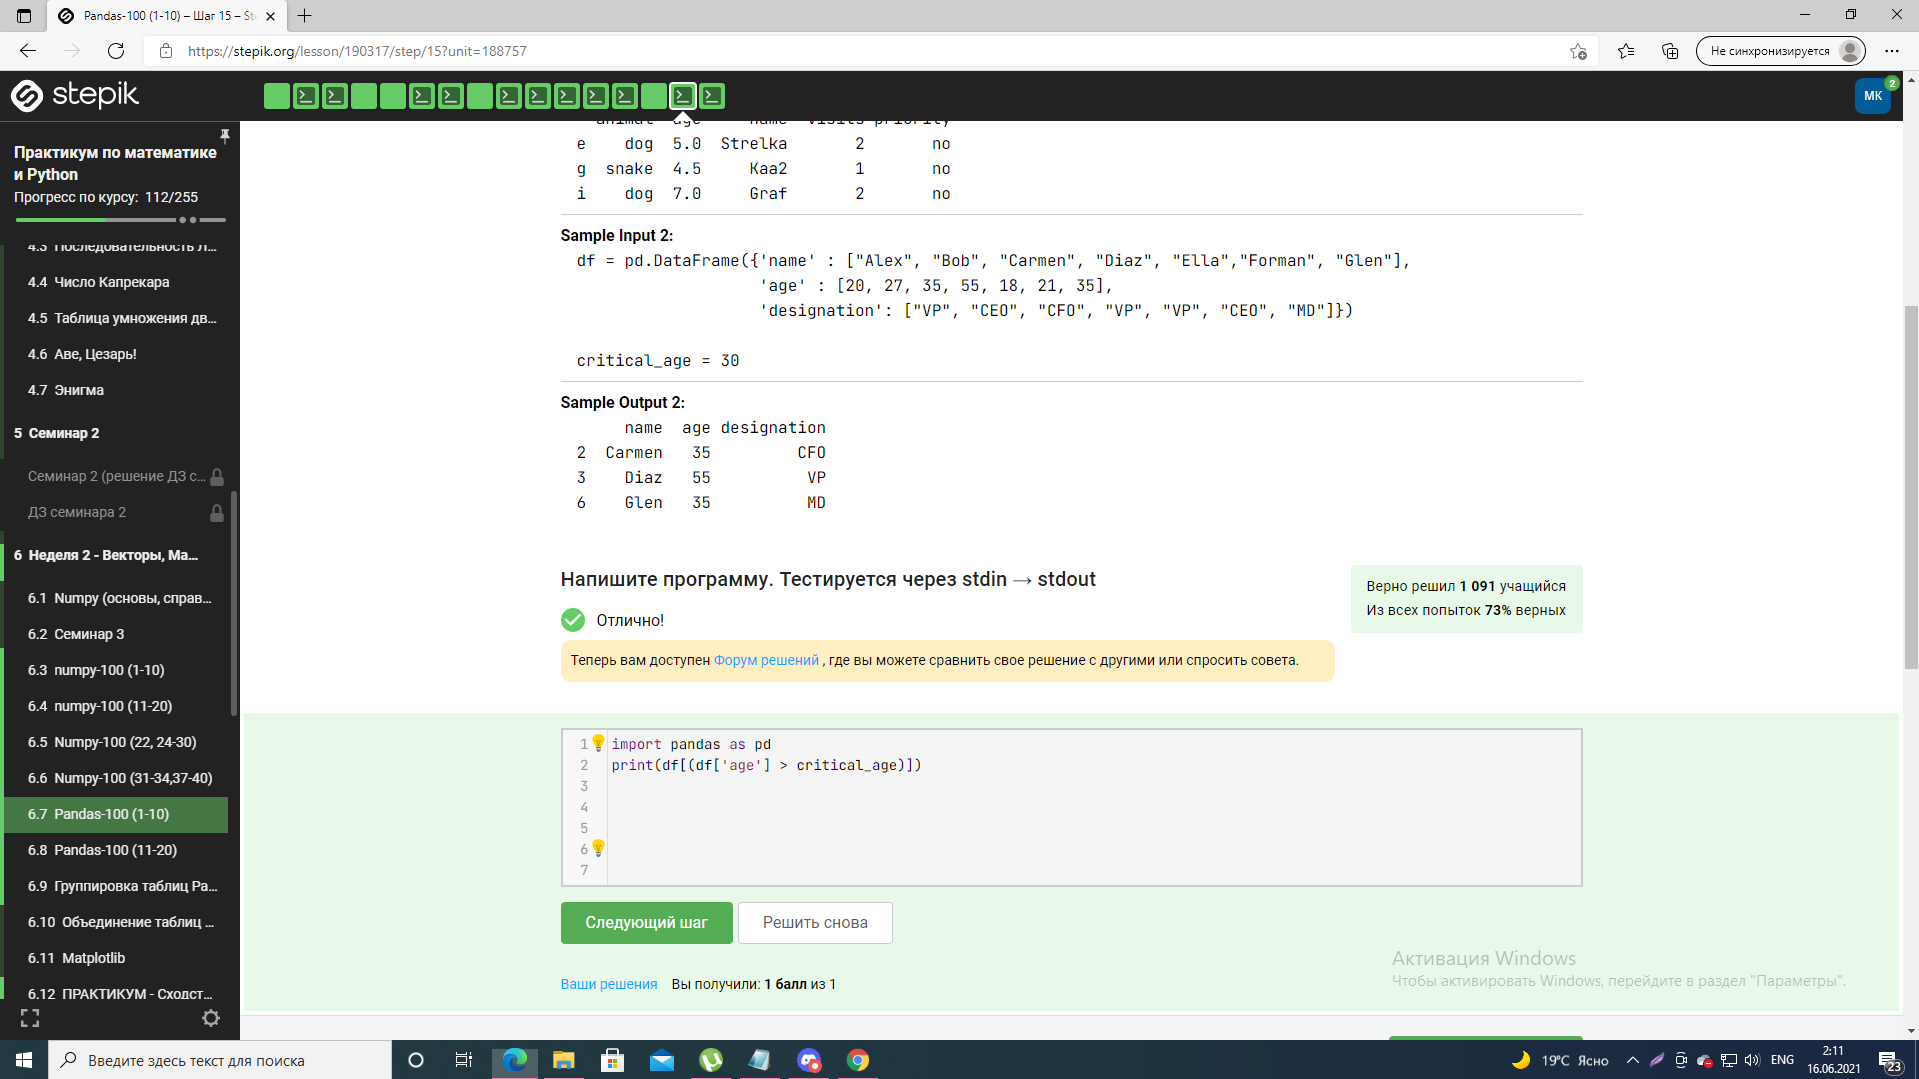 Pandas-100 (1-10) – Шаг 15 – Ste
https://stepik.org/lesson/190317/step/15?unit=188757
Не синхронизируется
stepik
МК
2
Практикум по математике
и Python
Прогресс по курсу: 112/255
4.3 Последовательность Л...
4.4 Число Капрекара
4.5 Таблица умножения дв...
4.6 Аве, Цезарь!
4.7 Энигма
5 Семинар 2
Семинар 2 (решение ДЗ с...
ДЗ семинара 2
6 Неделя 2 - Векторы, Ма...
6.1 Numpy (основы, справ...
6.2 Семинар 3
6.3 numpy-100 (1-10)
6.4 numpy-100 (11-20)
6.5 Numpy-100 (22, 24-30)
6.6 Numpy-100 (31-34,37-40)
6.7 Pandas-100 (1-10)
6.8 Pandas-100 (11-20)
6.9 Группировка таблиц Pa...
6.10 Объединение таблиц ...
6.11 Matplotlib
6.12 ПРАКТИКУМ - Сходст...
animal age name visits priority
e dog 5.0 Strelka 2 no
g snake 4.5 Kaa2 1 no
i dog 7.0 Graf 2 no
Sample Input 2:
df = pd.DataFrame({'name' : ["Alex", "Bob", "Carmen", "Diaz", "Ella","Forman", "Glen"],
'age' : [20, 27, 35, 55, 18, 21, 35],
'designation': ["VP", "CEO", "CFO", "VP", "VP", "CEO", "MD"]})
critical_age = 30
Sample Output 2:
name age designation
2 Carmen 35 CFO
3 Diaz 55 VP
6 Glen 35 MD
Напишите программу. Тестируется через stdin → stdout
Верно решил 1 091 учащийся
Из всех попыток 73% верных
Отлично!
Теперь вам доступен Форум решений , где вы можете сравнить свое решение с другими или спросить совета.
1 import pandas as pd
2 print(df[(df['age'] > critical_age)])
3
4
5
6
7
Следующий шаг
Решить снова
Ваши решения Вы получили: 1 балл из 1
Активация Windows
Чтобы активировать Windows, перейдите в раздел "Параметры".
Введите здесь текст для поиска
19°C Ясно
ENG
2:11
16.06.2021
23